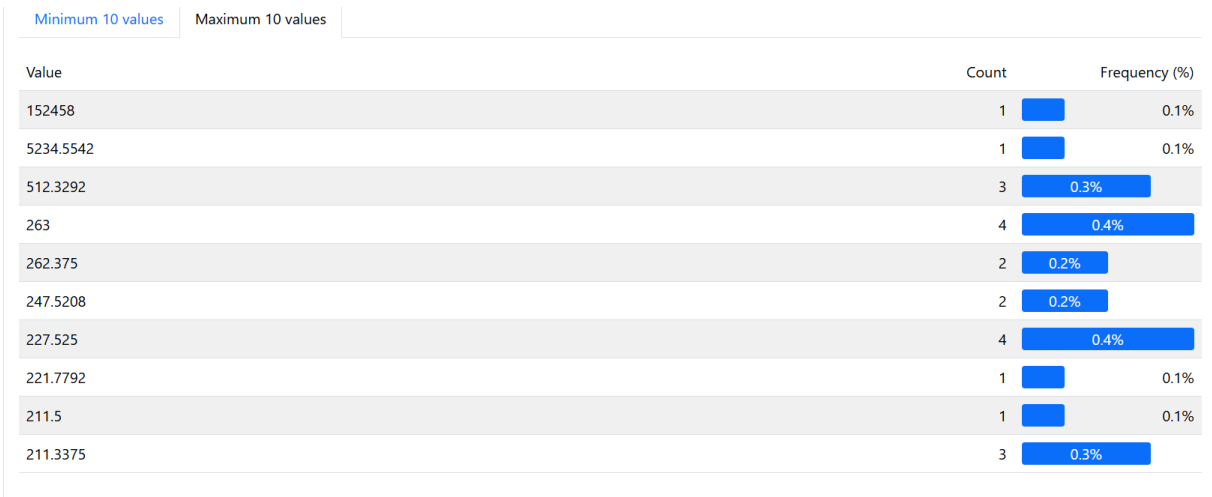 Minimum 10 values Maximum 10 values
Value Count Frequency (%)
152458 1 0.1%
5234.5542 1 0.1%
512.3292 3 0.3%
263 4 0.4%
262.375 2 0.2%
247.5208 2 0.2%
227.525 4 0.4%
221.7792 1 0.1%
211.5 1 0.1%
211.3375 3 0.3%